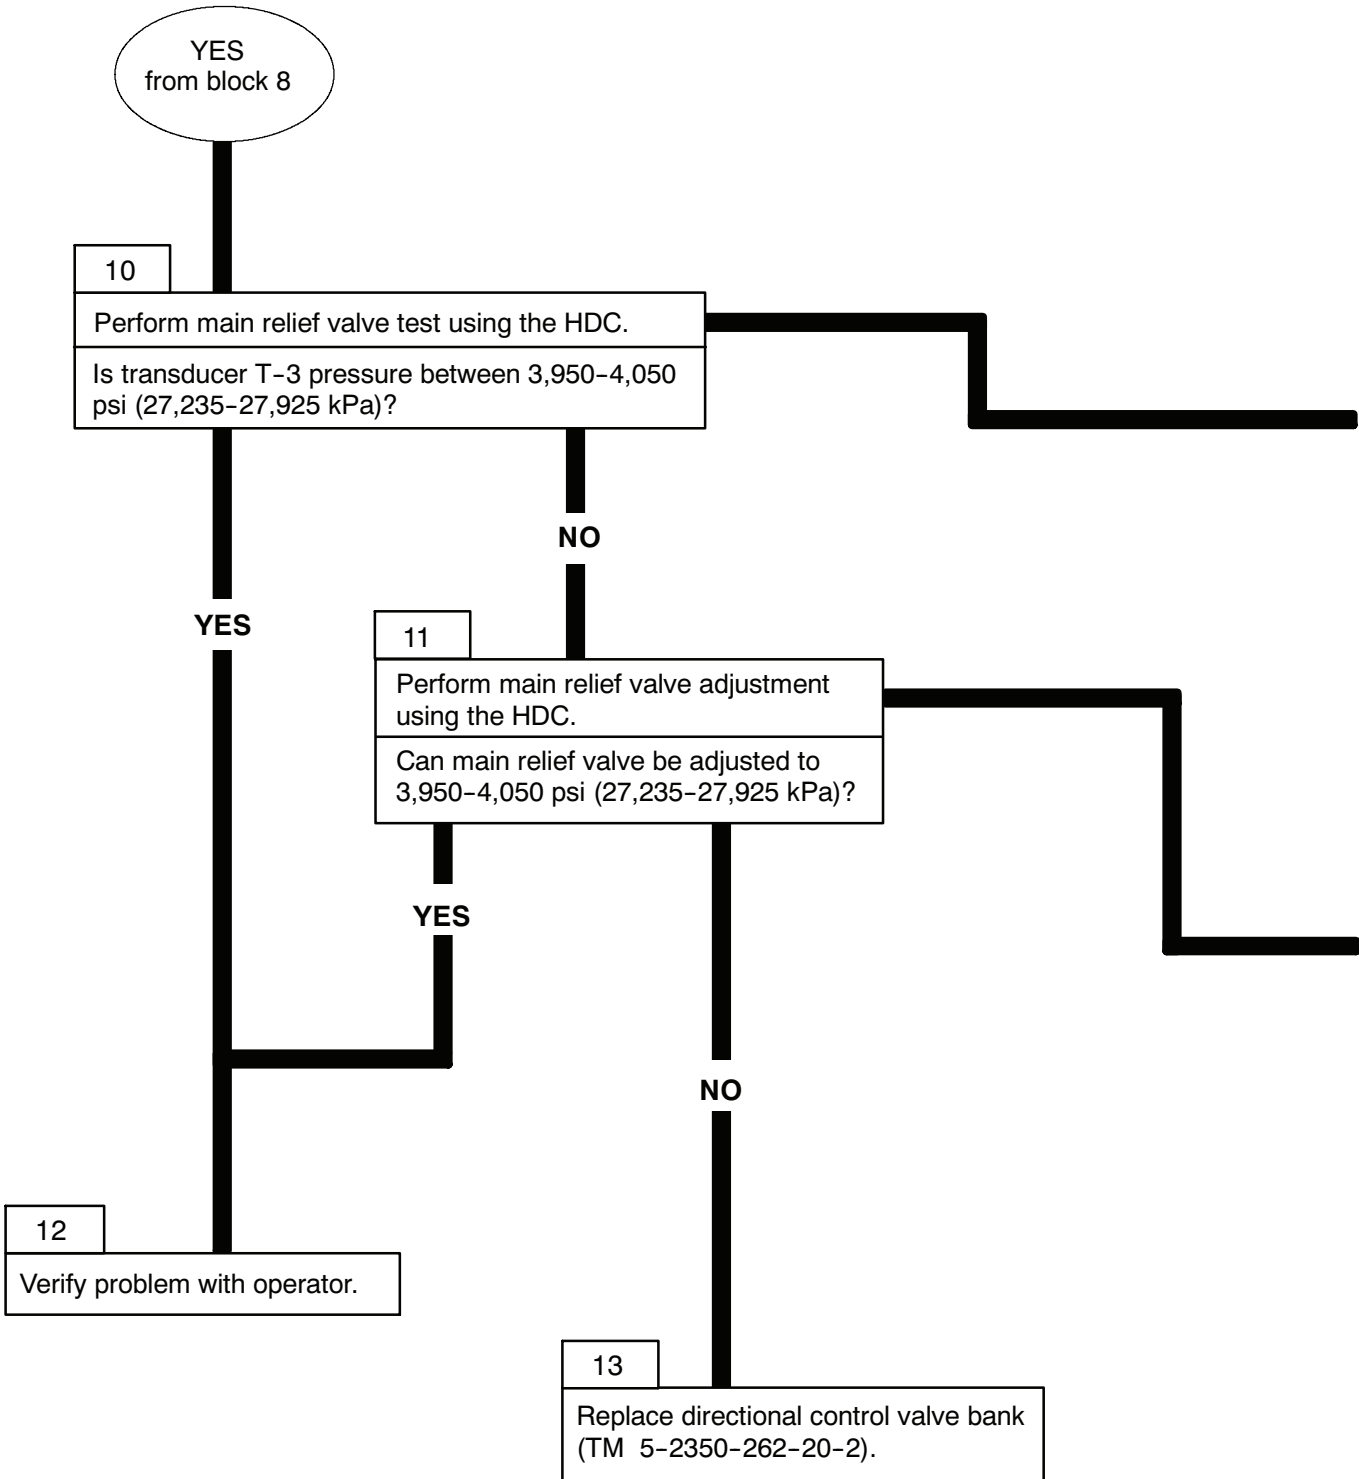 YES
from block 8
10
Perform main relief valve test using the HDC.
Is transducer T-3 pressure between 3,950-4,050
psi (27,235-27,925 kPa)?
NO
YES
11
Perform main relief valve adjustment
using the HDC.
Can main relief valve be adjusted to
3,950-4,050 psi (27,235-27,925 kPa)?
YES
NO
12
Verify problem with operator.
13
Replace directional control valve bank
(TM 5-2350-262-20-2).